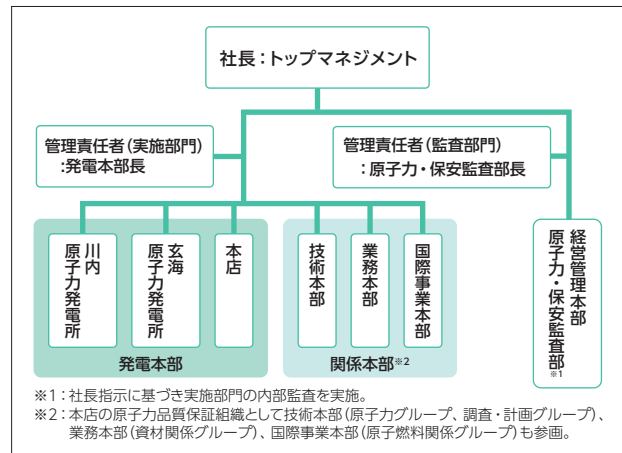 社長：トップマネジメント
管理責任者（実施部門）
：発電本部長
管理責任者（監査部門）
：原子力・保安監査部長
川内
原子力発電所
玄海
原子力発電所
本店
技術本部
業務本部
国際事業本部
経営管理本部
原子力・保安監査部※1
発電本部
関係本部※2
※1：社長指示に基づき実施部門の内部監査を実施。
※2：本店の原子力品質保証組織として技術本部（原子力グループ、調査・計画グループ）、
業務本部（資材関係グループ）、国際事業本部（原子燃料関係グループ）も参画。